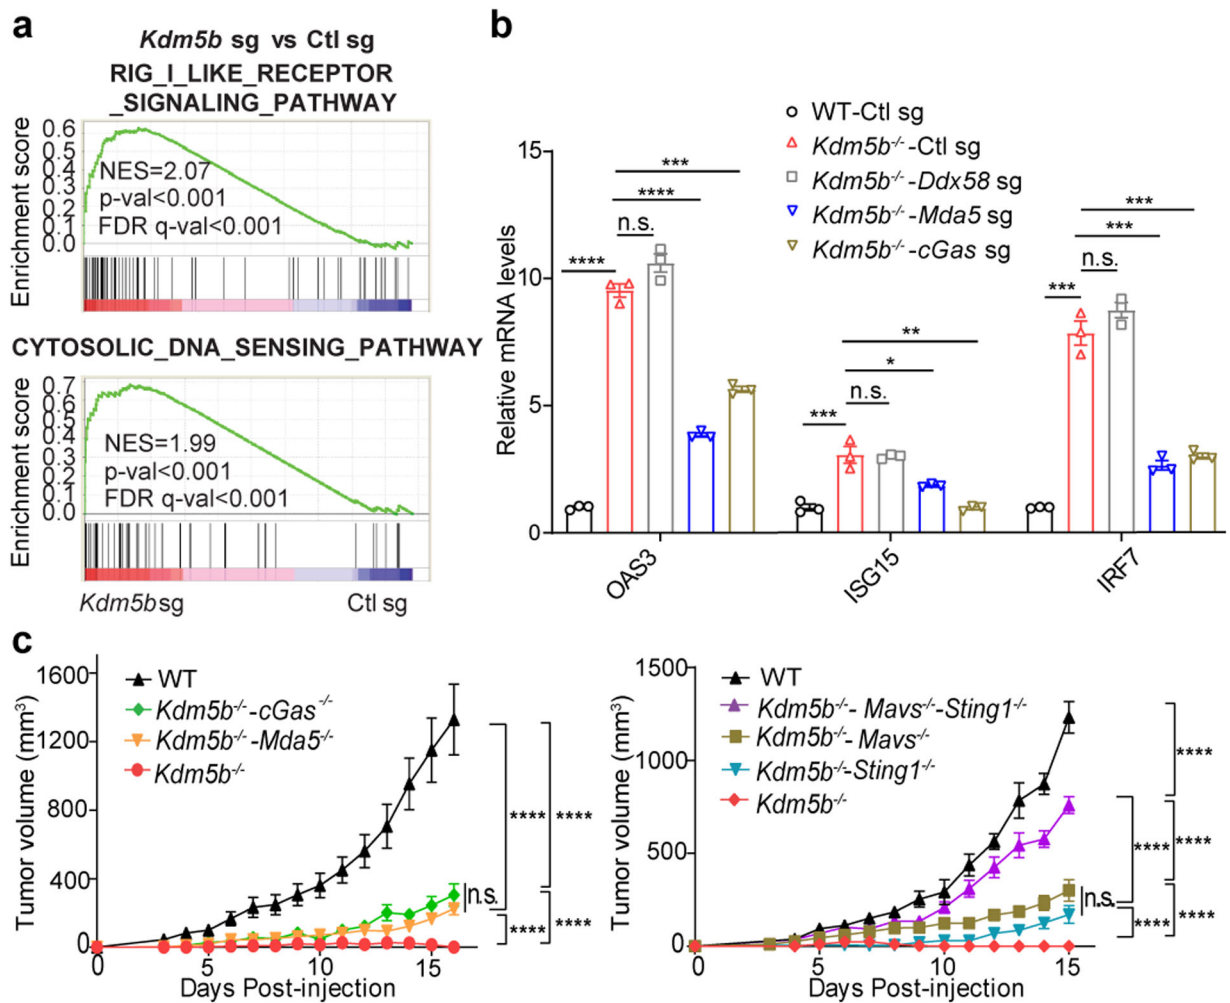 a
Kdm5b sg vs Ctl sg
RIG_I_LIKE_RECEPTOR
_SIGNALING_PATHWAY
Enrichment score
0.6
0.5
0.4
0.3
0.2
0.1
0.0
NES=2.07
p-val<0.001
FDR q-val<0.001
CYTOSOLIC_DNA_SENSING_PATHWAY
Enrichment score
0.7
0.6
0.5
0.4
0.3
0.2
0.1
0.0
NES=1.99
p-val<0.001
FDR q-val<0.001
Kdm5bsg Ctl sg
b
WT-Ctl sg
Kdm5b-/- -Ctl sg
Kdm5b-/- -Ddx58 sg
Kdm5b-/- -Mda5 sg
Kdm5b-/- -cGas sg
Relative mRNA levels
15
10
5
0
***
****
n.s.
****
**
*
n.s.
***
***
***
n.s.
***
OAS3 ISG15 IRF7
c
Tumor volume (mm3)
1600
1200
800
400
0
WT
Kdm5b-/--cGas-/-
Kdm5b-/--Mda5-/-
Kdm5b-/-
**** ****
n.s.
**** ****
0 5 10 15
Days Post-injection
Tumor volume (mm3)
1500
1000
500
0
WT
Kdm5b-/-- Mavs-/--Sting1-/-
Kdm5b-/-- Mavs-/-
Kdm5b-/--Sting1-/-
Kdm5b-/-
****
**** ****
n.s.
**** ****
0 5 10 15
Days Post-injection